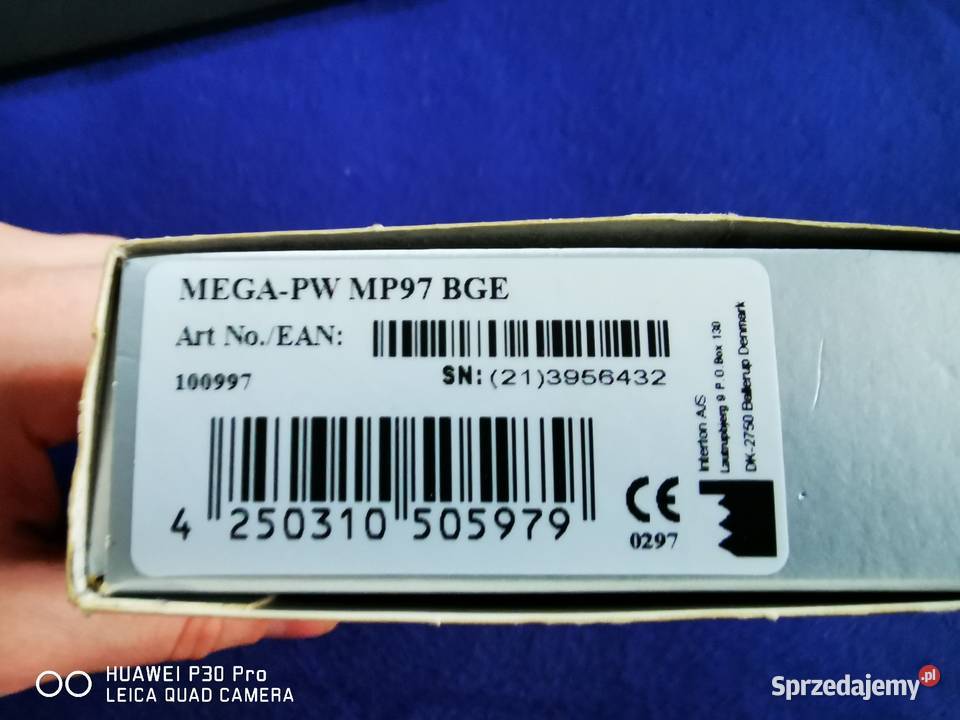 MEGA-PW MP97 BGE
Art No./EAN:
100997
SN:(21)3956432
4 250310 505979
CE
0297
Interton A/S
Lautrupbjerg 9 P.O.Box 130
DK-2750 Ballerup Denmark
HUAWEI P30 Pro
LEICA QUAD CAMERA
Sprzedajemy.pl